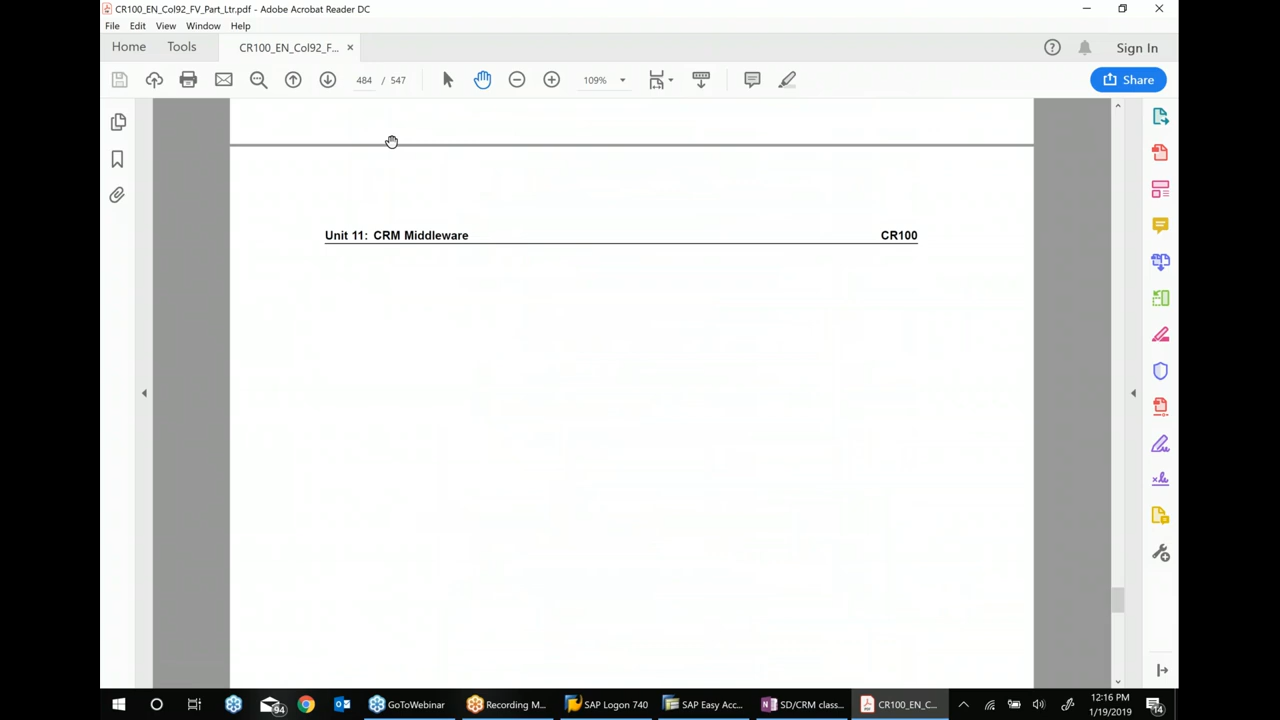 CR100_EN_Col92_FV_Part_Ltr.pdf - Adobe Acrobat Reader DC
File Edit View Window Help
Home Tools CR100_EN_Col92_F... × Sign In
484 / 547 109% Share
Unit 11: CRM Middleware CR100
94 GoToWebinar Recording M... SAP Logon 740 SAP Easy Acc... SD/CRM class... CR100_EN_C... 12:16 PM
1/19/2019 14